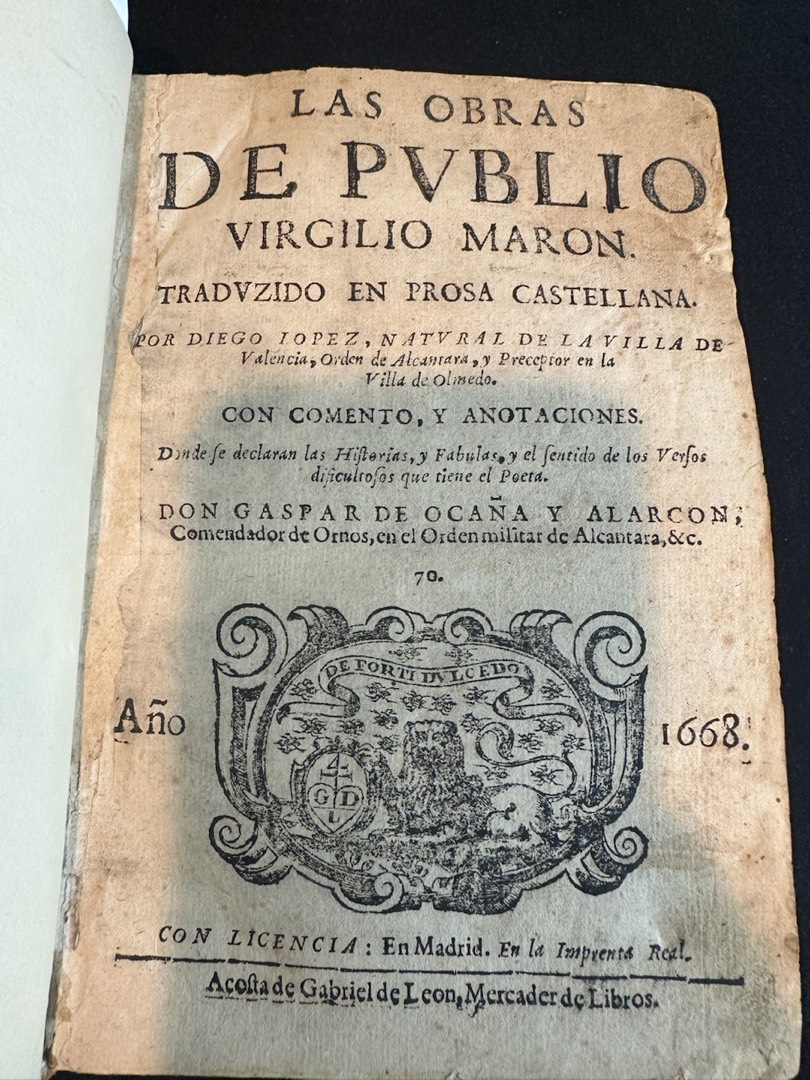 LAS OBRAS
DE PVBLIO
VIRGILIO MARON.
TRADVZIDO EN PROSA CASTELLANA.
POR DIEGO LOPEZ, NATVRAL DE LA VILLA DE
Valencia, Orden de Alcantara, y Preceptor en la
Villa de Olmedo.
CON COMENTO, Y ANOTACIONES.
Donde ſe declaran las Hiſtorias, y Fabulas, y el ſentido de los Verſos
dificultoſos que tiene el Poeta.
DON GASPAR DE OCAÑA Y ALARCON,
Comendador de Ornos, en el Orden militar de Alcantara, &c.
70.
DE FORTI DVLCEDO
G D
L
Año 1668.
CON LICENCIA: En Madrid. En la Imprenta Real.
Acoſta de Gabriel de Leon, Mercader de Libros.